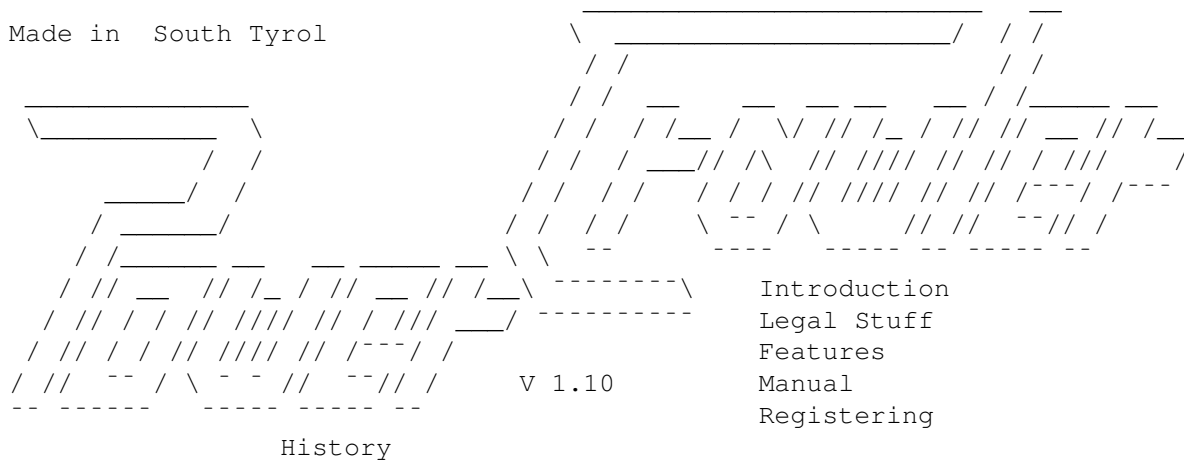 Made in  South Tyrol
Introduction
Legal Stuff
Features
V 1.10 Manual
Registering
History